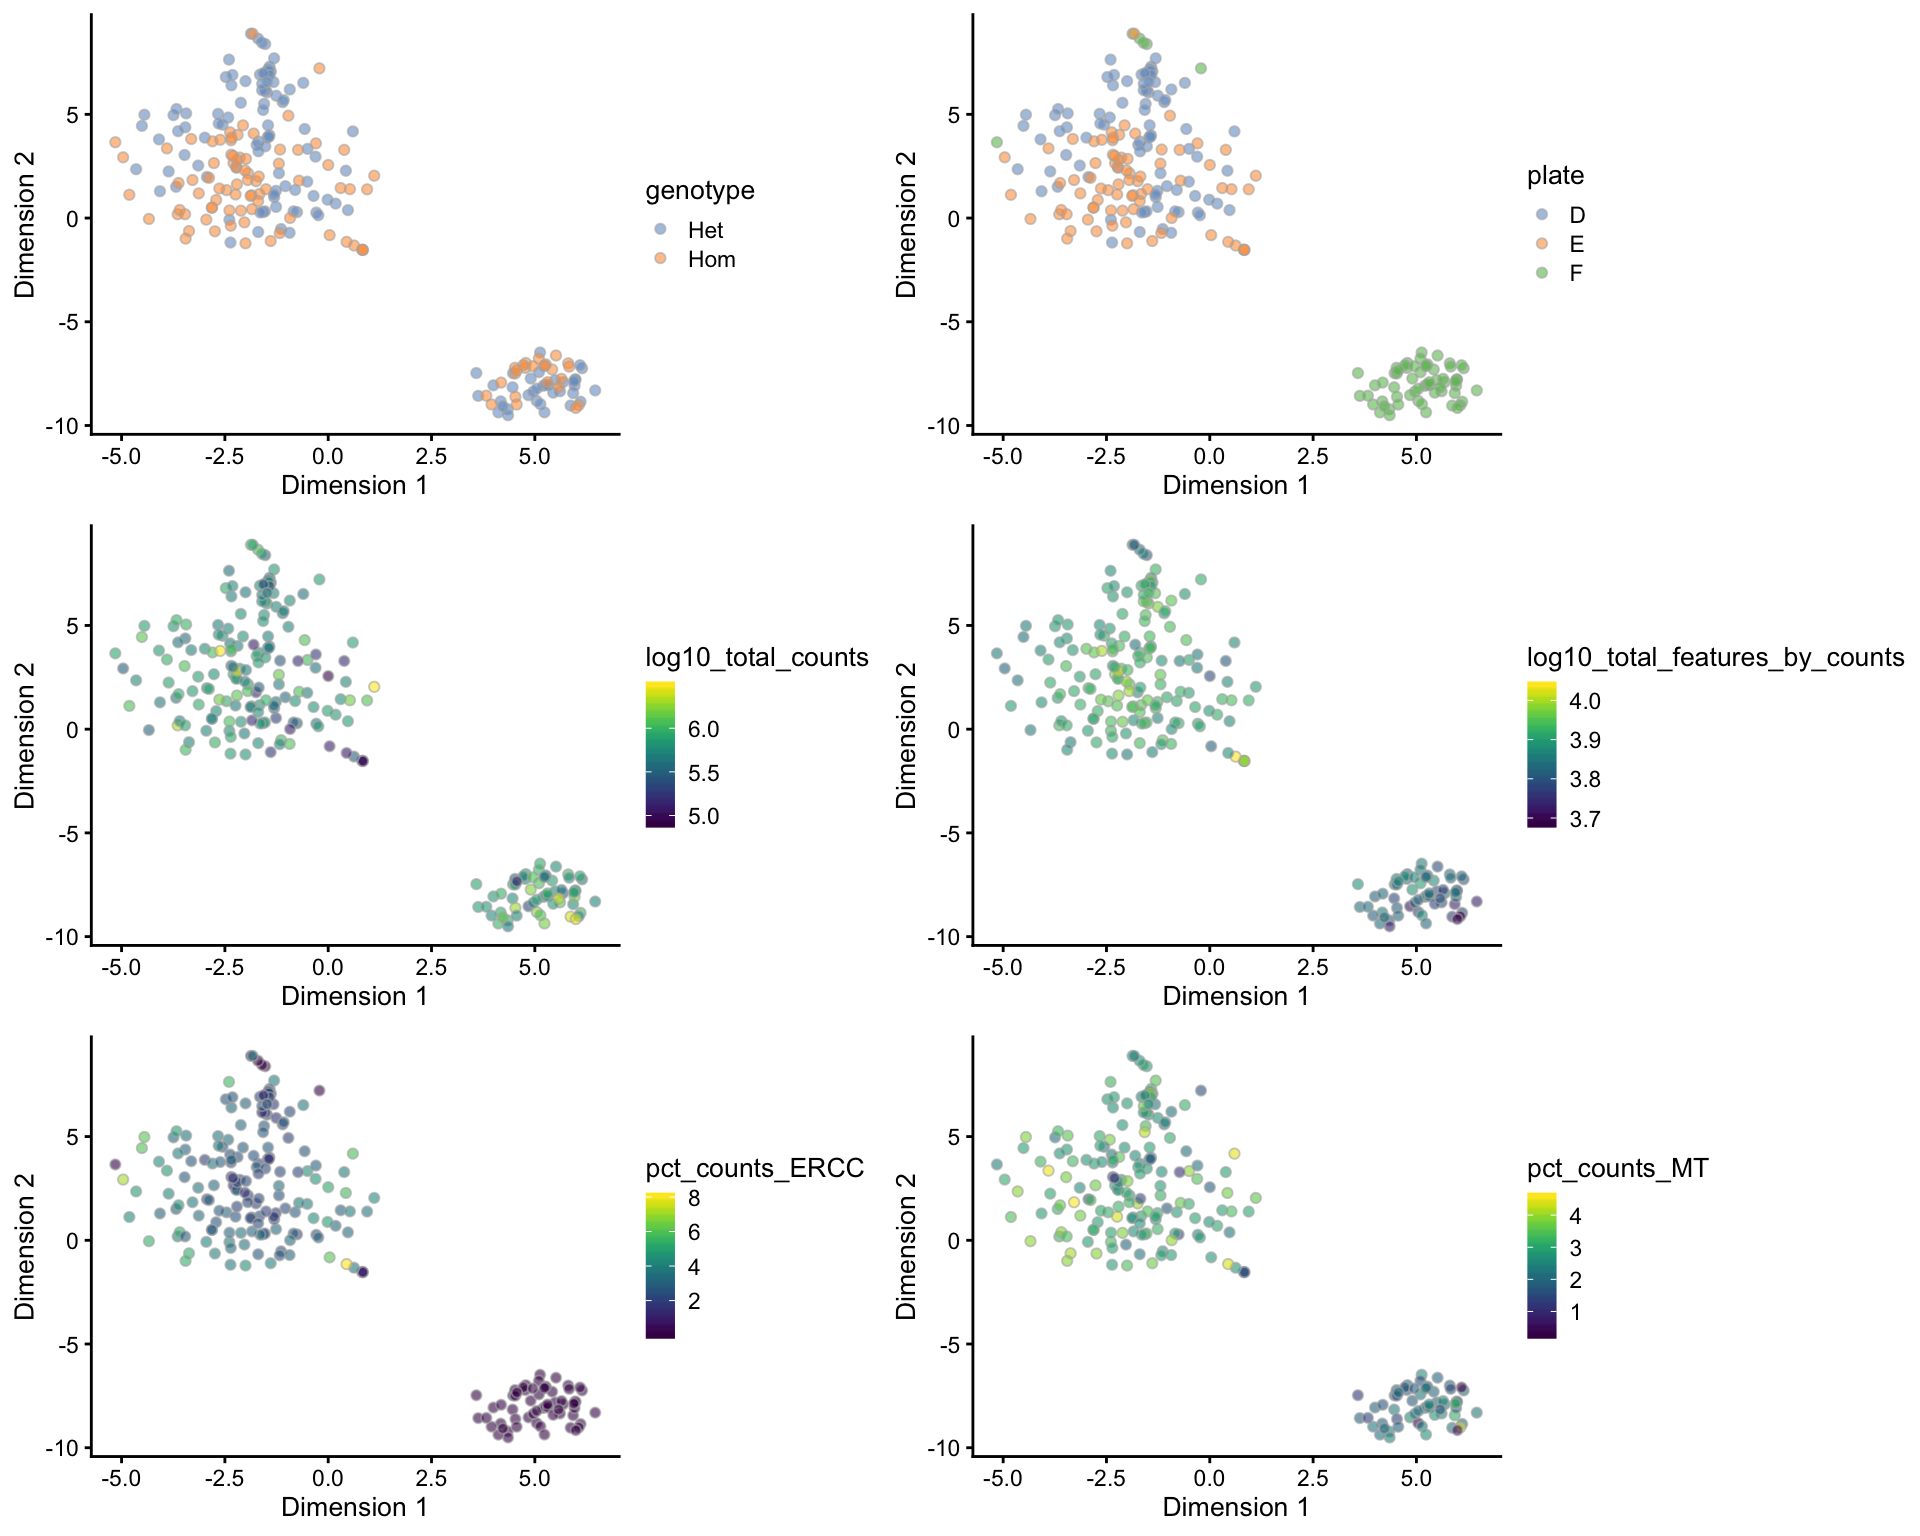 5
0
-5
-10
Dimension 2
-5.0 -2.5 0.0 2.5 5.0
Dimension 1
genotype
Het
Hom
5
0
-5
-10
Dimension 2
-5.0 -2.5 0.0 2.5 5.0
Dimension 1
plate
D
E
F
5
0
-5
-10
Dimension 2
-5.0 -2.5 0.0 2.5 5.0
Dimension 1
log10_total_counts
6.0
5.5
5.0
5
0
-5
-10
Dimension 2
-5.0 -2.5 0.0 2.5 5.0
Dimension 1
log10_total_features_by_counts
4.0
3.9
3.8
3.7
5
0
-5
-10
Dimension 2
-5.0 -2.5 0.0 2.5 5.0
Dimension 1
pct_counts_ERCC
8
6
4
2
5
0
-5
-10
Dimension 2
-5.0 -2.5 0.0 2.5 5.0
Dimension 1
pct_counts_MT
4
3
2
1